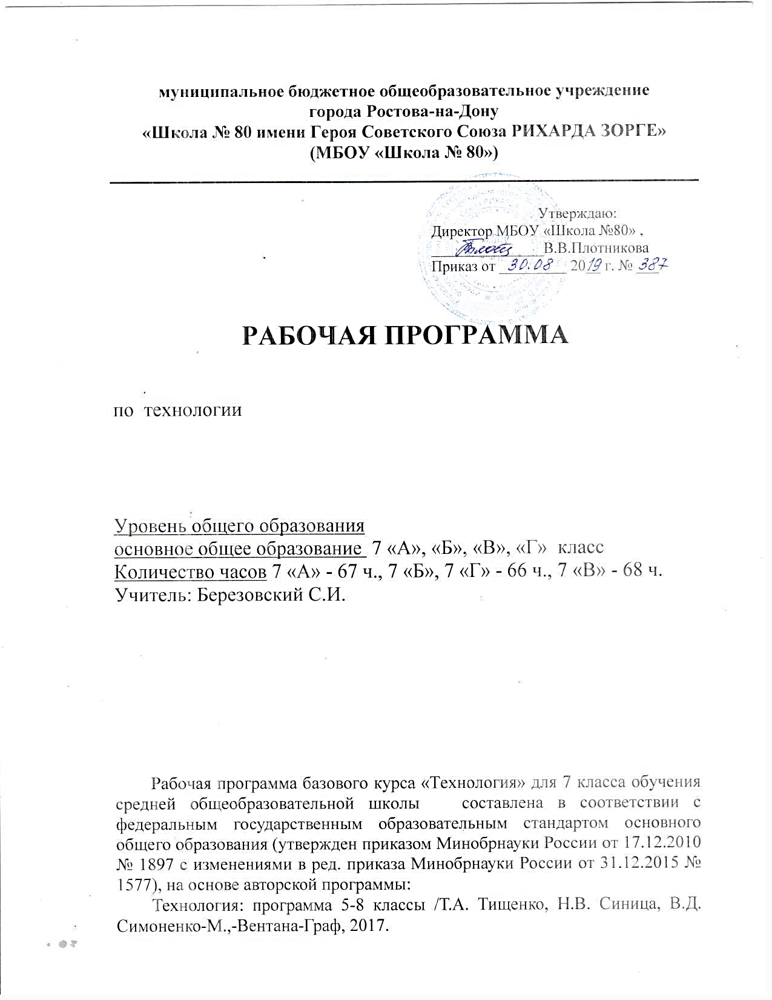 муниципальное бюджетное общеобразовательное учреждение
города Ростова-на-Дону
«Школа № 80 имени Героя Советского Союза РИХАРДА ЗОРГЕ»
(МБОУ «Школа № 80»)
Утверждаю:
Директор МБОУ «Школа №80» .
В.В.Плотникова
Приказ от 30.08 2019 г. № 387
РАБОЧАЯ ПРОГРАММА
по технологии
Уровень общего образования
основное общее образование 7 «А», «Б», «В», «Г» класс
Количество часов 7 «А» - 67 ч., 7 «Б», 7 «Г» - 66 ч., 7 «В» - 68 ч.
Учитель: Березовский С.И.
Рабочая программа базового курса «Технология» для 7 класса обучения
средней общеобразовательной школы составлена в соответствии с
федеральным государственным образовательным стандартом основного
общего образования (утвержден приказом Минобрнауки России от 17.12.2010
№ 1897 с изменениями в ред. приказа Минобрнауки России от 31.12.2015 №
1577), на основе авторской программы:
Технология: программа 5-8 классы /Т.А. Тищенко, Н.В. Синица, В.Д.
Симоненко-М.,-Вентана-Граф, 2017.